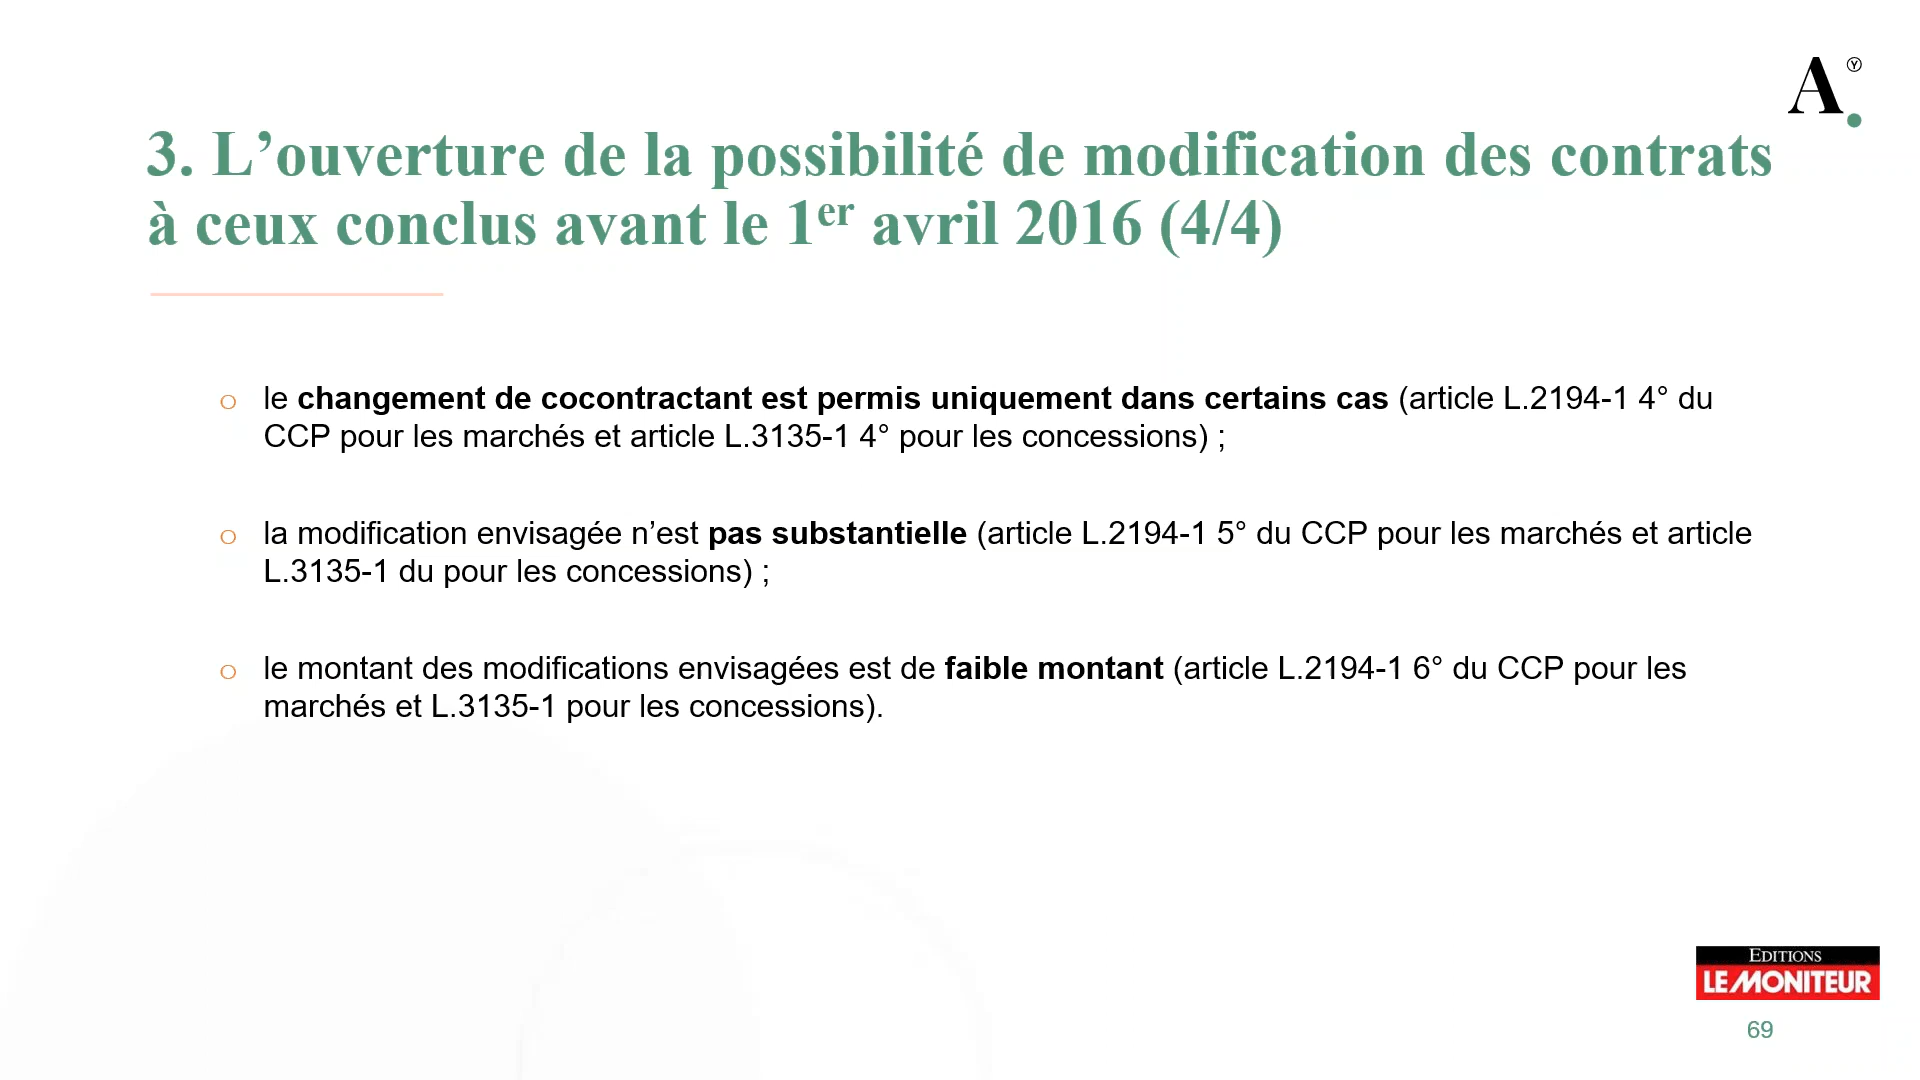 A Y
3. L’ouverture de la possibilité de modification des contrats
à ceux conclus avant le 1er avril 2016 (4/4)
o le changement de cocontractant est permis uniquement dans certains cas (article L.2194-1 4° du
CCP pour les marchés et article L.3135-1 4° pour les concessions) ;
o la modification envisagée n’est pas substantielle (article L.2194-1 5° du CCP pour les marchés et article
L.3135-1 du pour les concessions) ;
o le montant des modifications envisagées est de faible montant (article L.2194-1 6° du CCP pour les
marchés et L.3135-1 pour les concessions).
EDITIONS
LE MONITEUR
69